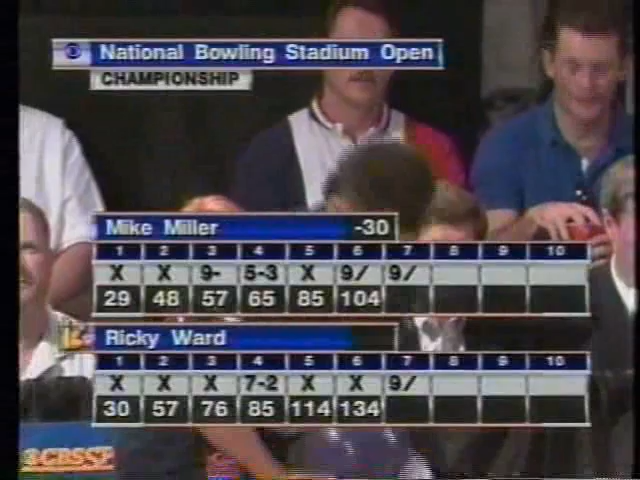 National Bowling Stadium Open
CHAMPIONSHIP
Mike Miller -30
1 2 3 4 5 6 7 8 9 10
X X 9- 5-3 X 9/ 9/
29 48 57 65 85 104
Ricky Ward
1 2 3 4 5 6 7 8 9 10
X X X 7-2 X X 9/
30 57 76 85 114 134